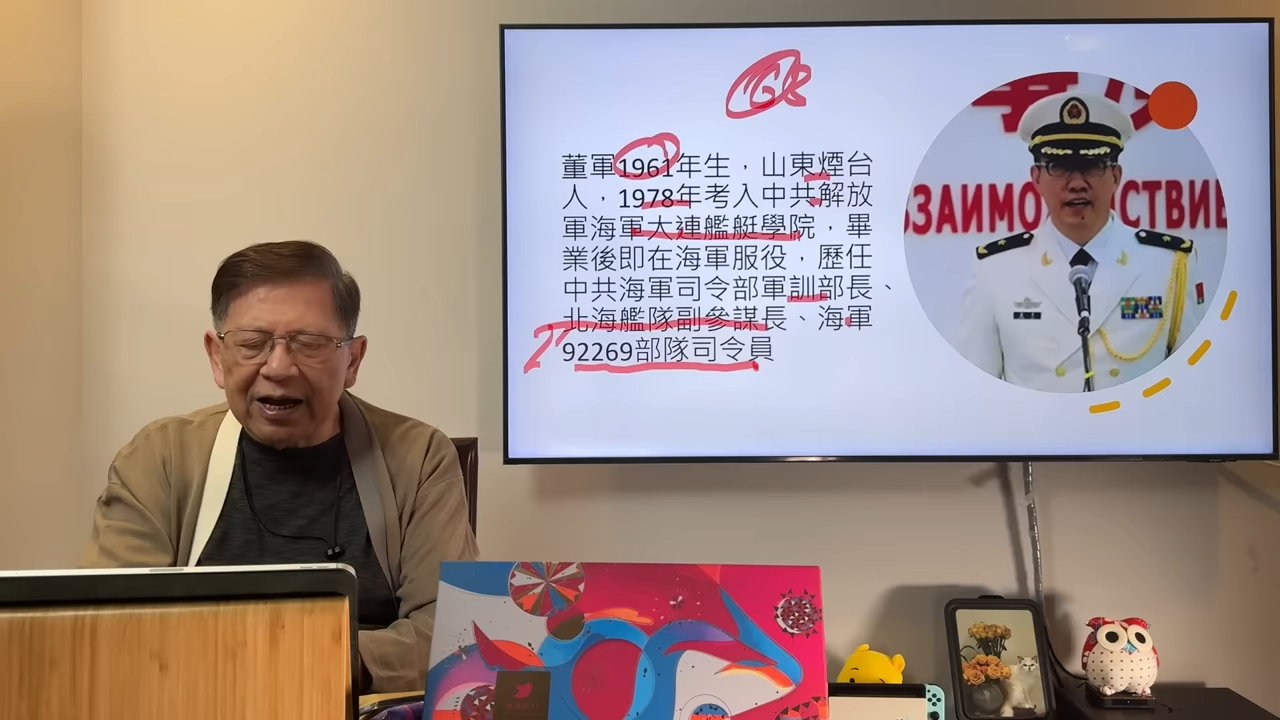 董軍1961年生，山東煙台
人，1978年考入中共解放
軍海軍大連艦艇學院，畢
業後即在海軍服役，歷任
中共海軍司令部軍訓部長、
北海艦隊副參謀長、海軍
92269部隊司令員
ВЗАИМО СТВИЕ